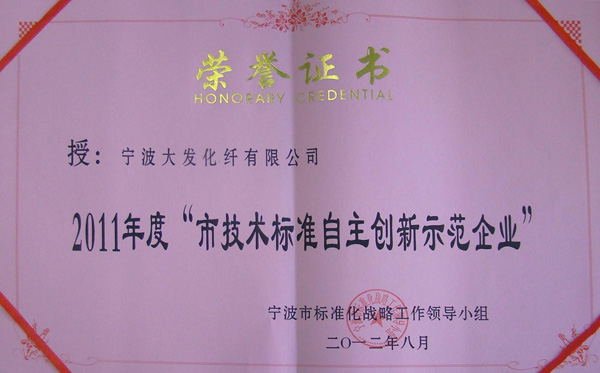 荣誉证书
HONORARY CREDENTIAL
授：宁波大发化纤有限公司
2011年度“市技术标准自主创新示范企业”
宁波市标准化战略工作领导小组
二〇一二年八月